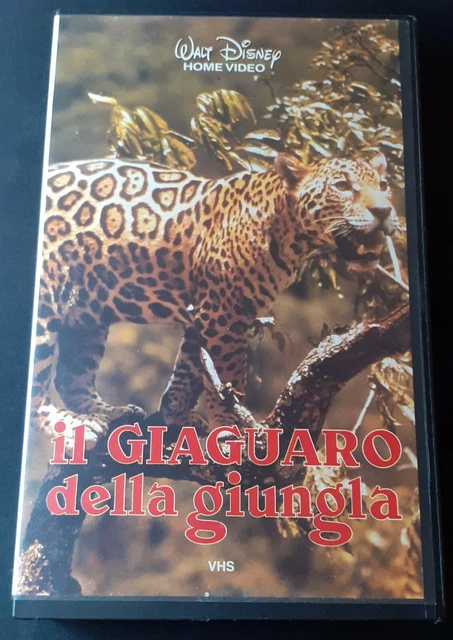 Walt Disney
HOME VIDEO
il GIAGUARO
della giungla
VHS